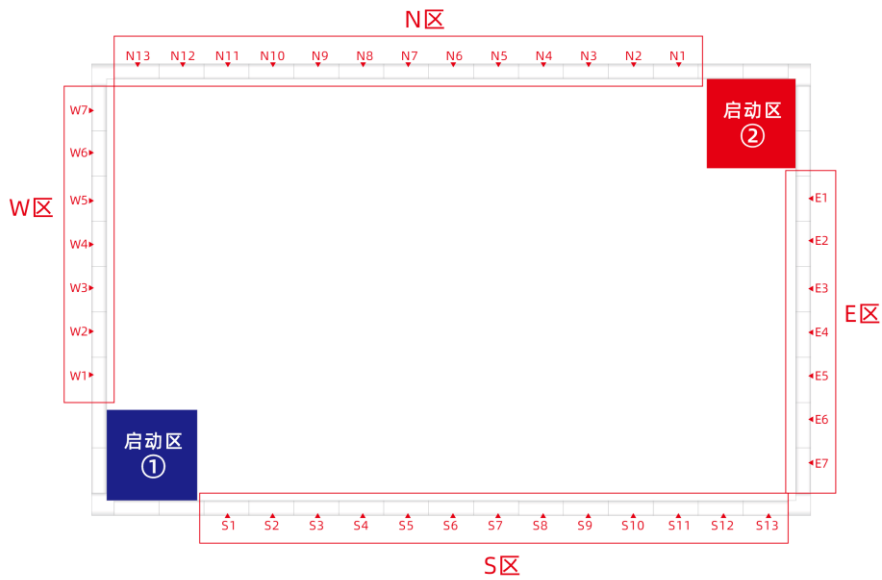 N区
N13 N12 N11 N10 N9 N8 N7 N6 N5 N4 N3 N2 N1
启动区
②
W7
W6
W5
W4
W3
W2
W1
W区
E1
E2
E3
E4
E5
E6
E7
E区
启动区
①
S1 S2 S3 S4 S5 S6 S7 S8 S9 S10 S11 S12 S13
S区